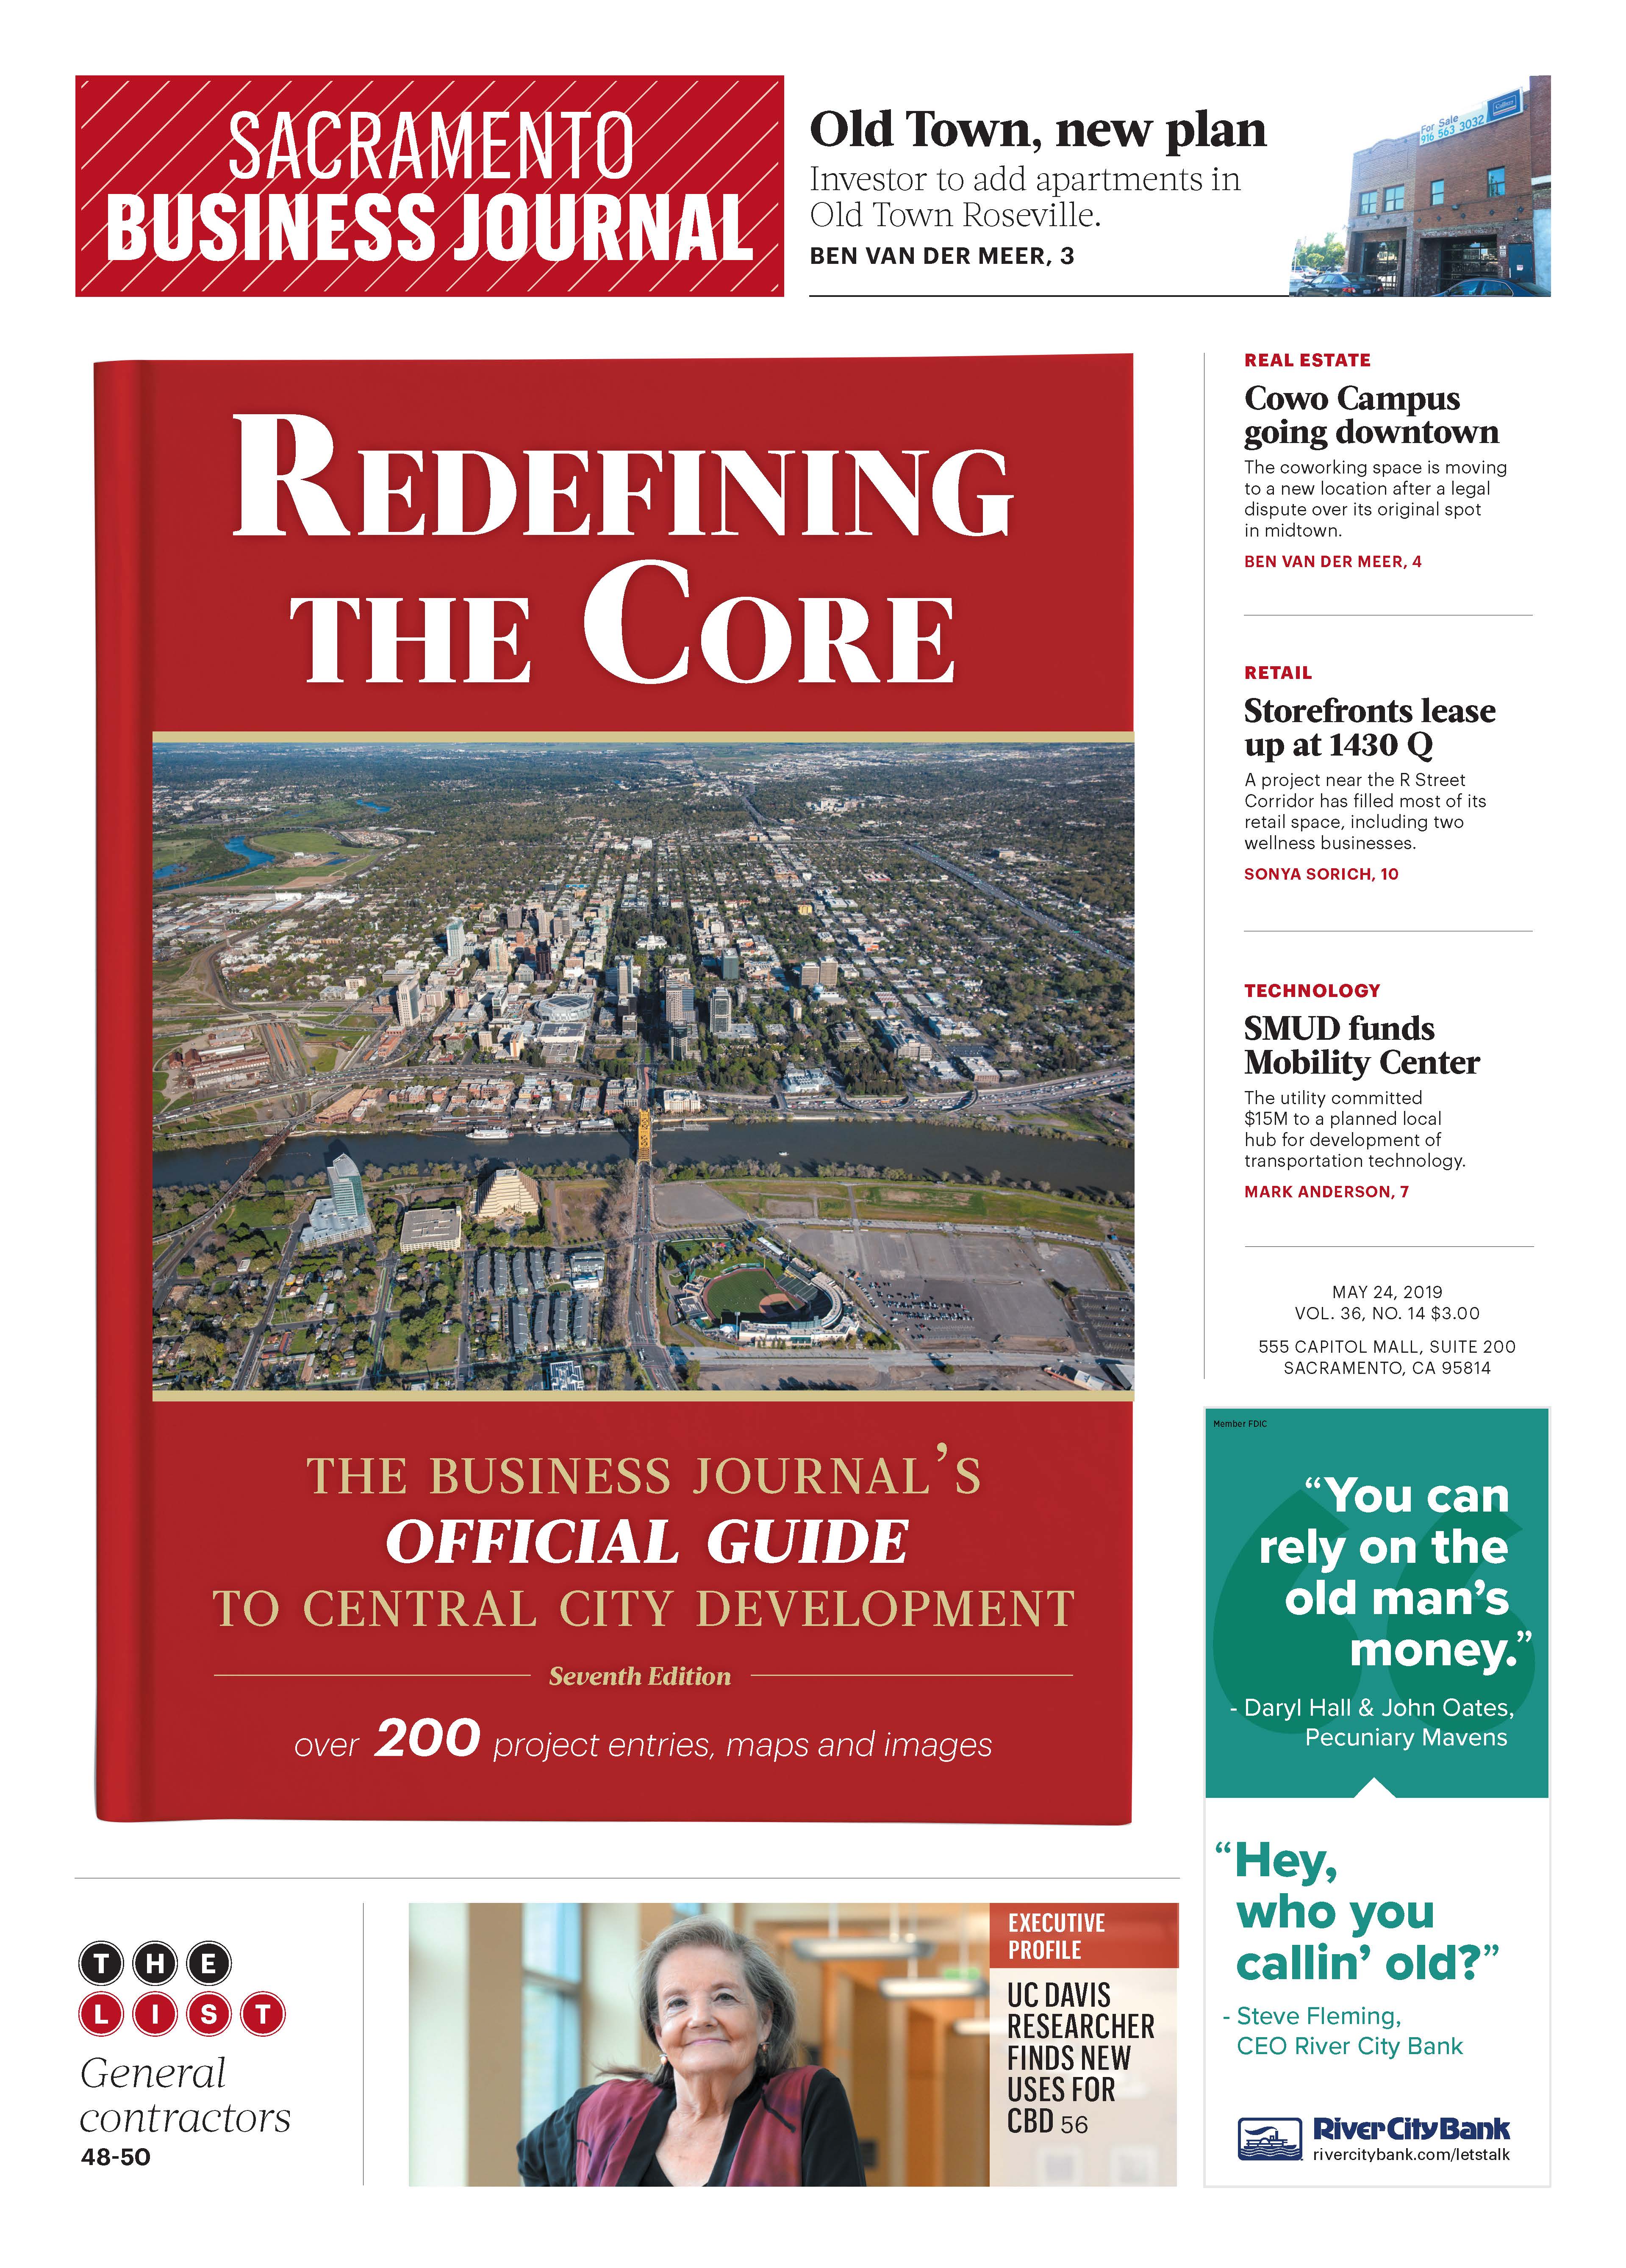 SACRAMENTO
BUSINESS JOURNAL
Old Town, new plan
Investor to add apartments in
Old Town Roseville.
BEN VAN DER MEER, 3
For Sale
916 563 3032
Colliers
REDEFINING
THE CORE
THE BUSINESS JOURNAL'S
OFFICIAL GUIDE
TO CENTRAL CITY DEVELOPMENT
Seventh Edition
over 200 project entries, maps and images
REAL ESTATE
Cowo Campus
going downtown
The coworking space is moving
to a new location after a legal
dispute over its original spot
in midtown.
BEN VAN DER MEER, 4
RETAIL
Storefronts lease
up at 1430 Q
A project near the R Street
Corridor has filled most of its
retail space, including two
wellness businesses.
SONYA SORICH, 10
TECHNOLOGY
SMUD funds
Mobility Center
The utility committed
$15M to a planned local
hub for development of
transportation technology.
MARK ANDERSON, 7
MAY 24, 2019
VOL. 36, NO. 14 $3.00
555 CAPITOL MALL, SUITE 200
SACRAMENTO, CA 95814
Member FDIC
“You can
rely on the
old man’s
money.”
- Daryl Hall & John Oates,
Pecuniary Mavens
“Hey,
who you
callin’ old?”
- Steve Fleming,
CEO River City Bank
RiverCityBank
rivercitybank.com/letstalk
THE
LIST
General
contractors
48-50
EXECUTIVE
PROFILE
UC DAVIS
RESEARCHER
FINDS NEW
USES FOR
CBD 56